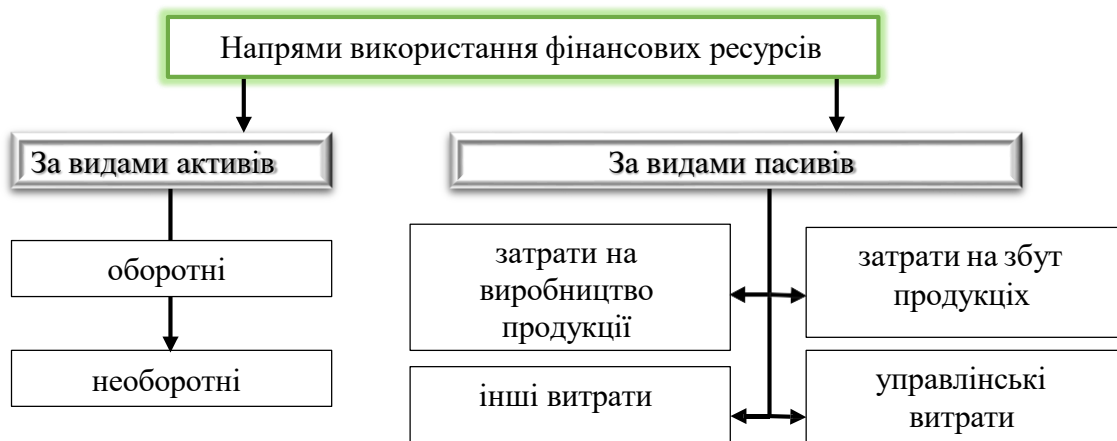 Напрями використання фінансових ресурсів
За видами активів
За видами пасивів
оборотні
необоротні
затрати на
виробництво
продукції
затрати на збут
продукціх
інші витрати
управлінські
витрати